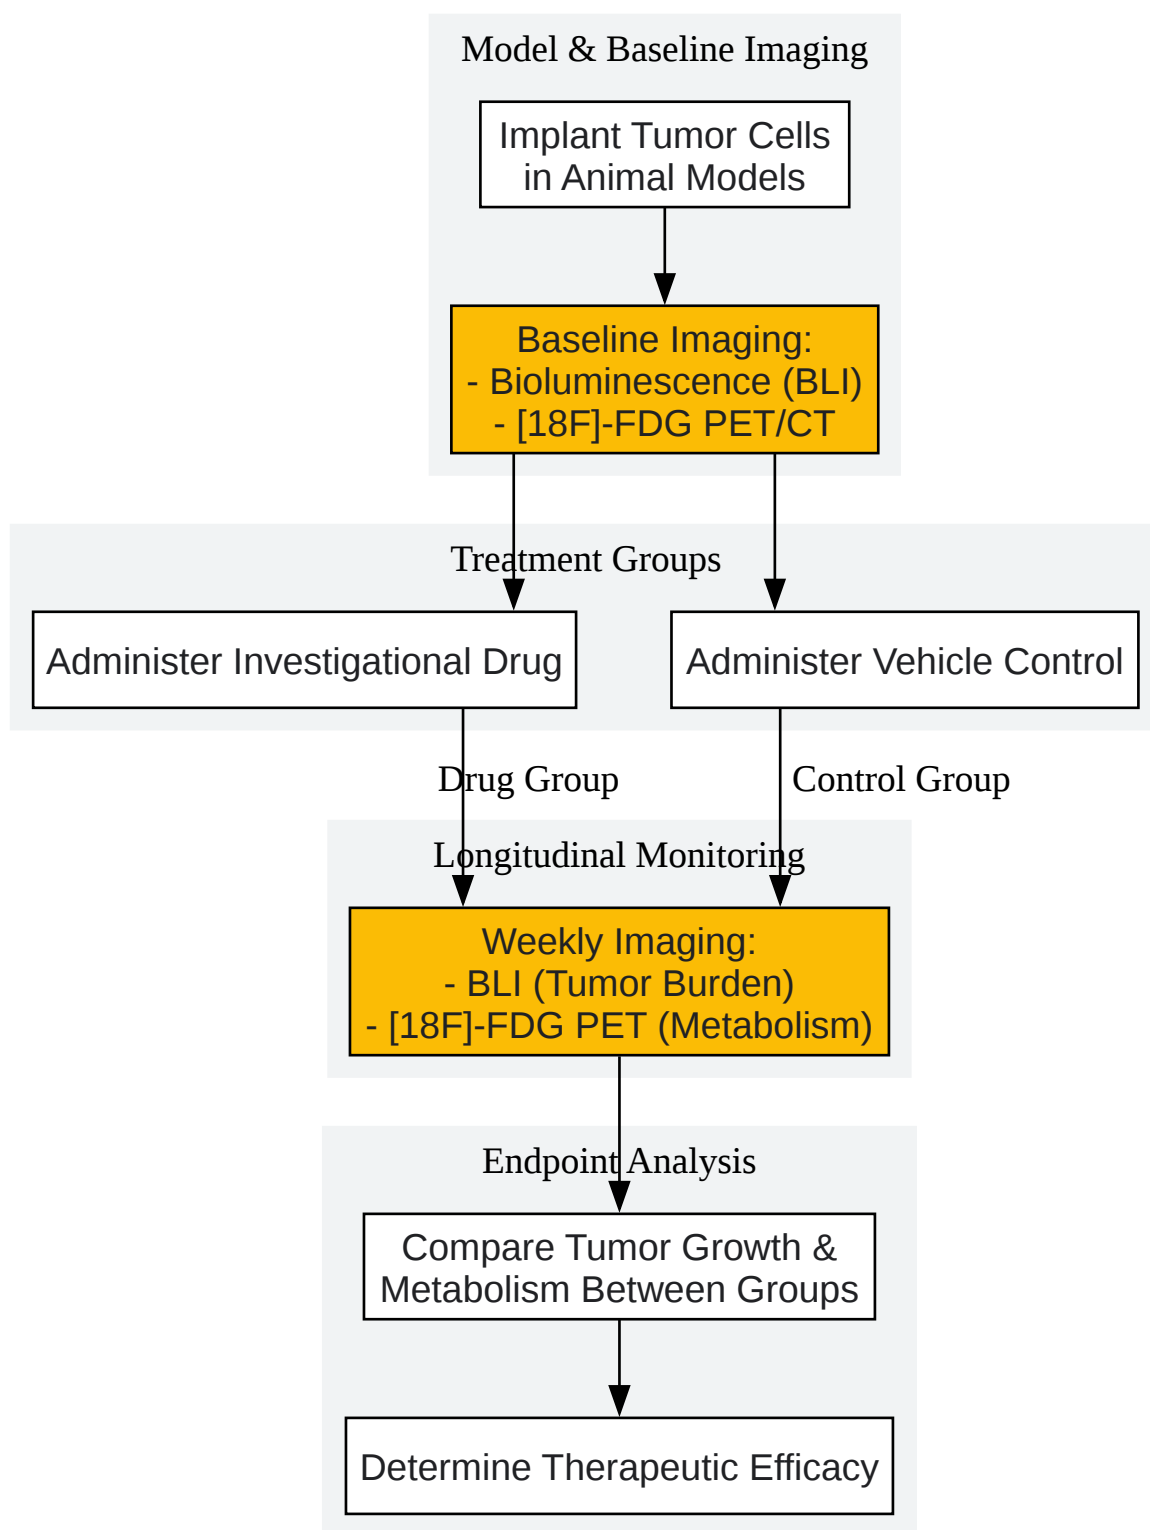 Model & Baseline Imaging
Implant Tumor Cells
in Animal Models
Baseline Imaging:
- Bioluminescence (BLI)
- [18F]-FDG PET/CT
Treatment Groups
Administer Investigational Drug
Administer Vehicle Control
Drug Group
Control Group
Longitudinal Monitoring
Weekly Imaging:
- BLI (Tumor Burden)
- [18F]-FDG PET (Metabolism)
Endpoint Analysis
Compare Tumor Growth &
Metabolism Between Groups
Determine Therapeutic Efficacy